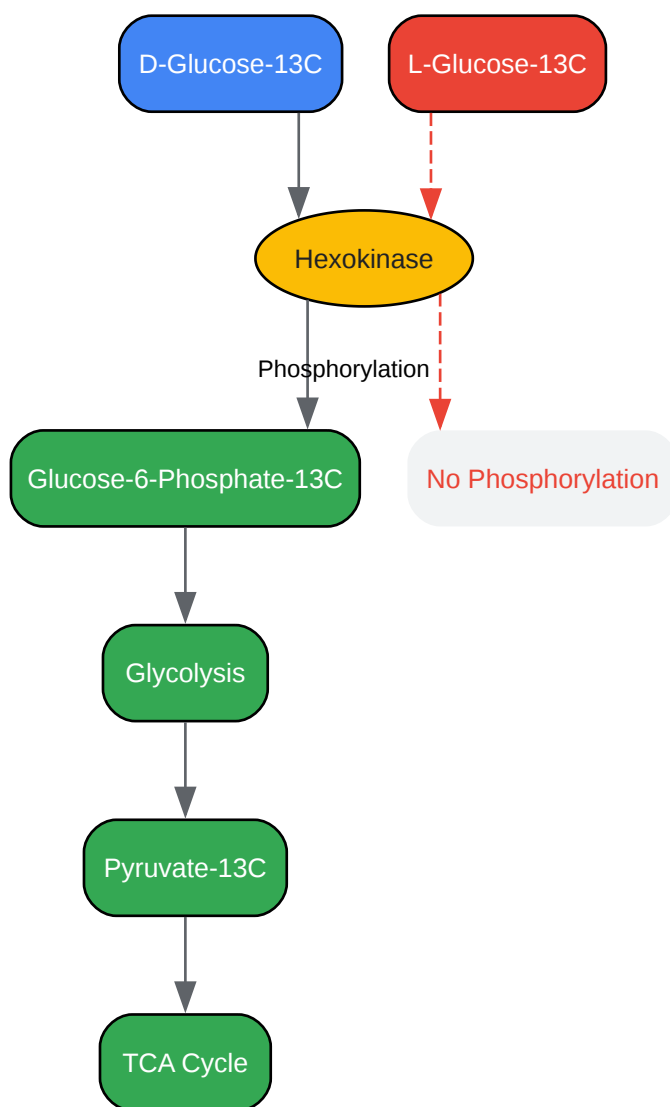 D-Glucose-13C
L-Glucose-13C
Hexokinase
Phosphorylation
Glucose-6-Phosphate-13C
No Phosphorylation
Glycolysis
Pyruvate-13C
TCA Cycle